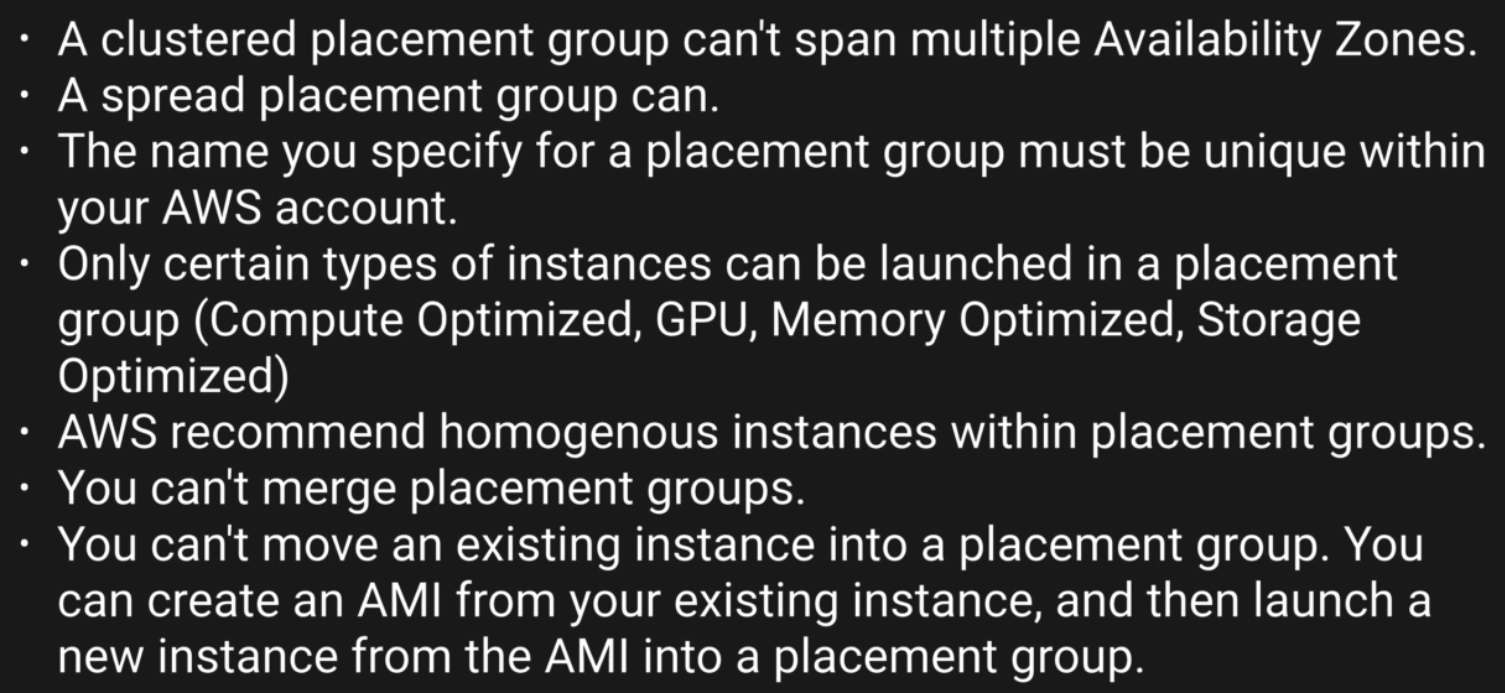 · A clustered placement group can't span multiple Availability Zones.
· A spread placement group can.
· The name you specify for a placement group must be unique within
your AWS account.
· Only certain types of instances can be launched in a placement
group (Compute Optimized, GPU, Memory Optimized, Storage
Optimized)
· AWS recommend homogenous instances within placement groups.
· You can't merge placement groups.
· You can't move an existing instance into a placement group. You
can create an AMI from your existing instance, and then launch a
new instance from the AMI into a placement group.